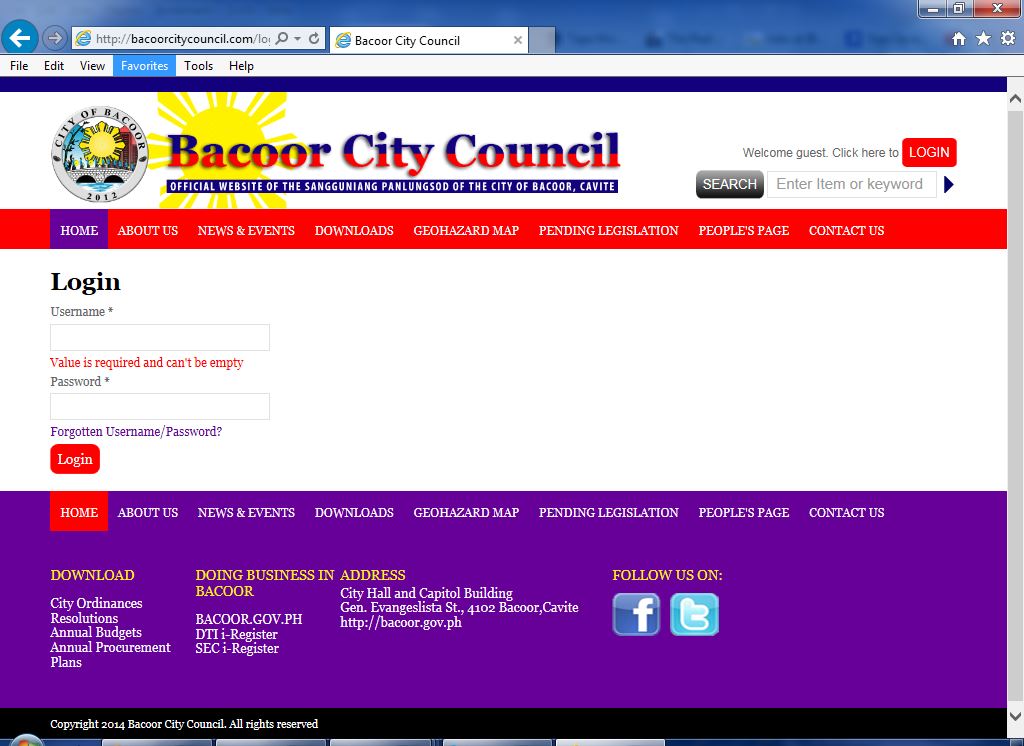 http://bacoorcitycouncil.com/lo
Bacoor City Council
File Edit View Favorites Tools Help
CITY OF BACOOR
2012
Bacoor City Council
OFFICIAL WEBSITE OF THE SANGGUNIANG PANLUNGSOD OF THE CITY OF BACOOR, CAVITE
Welcome guest. Click here to LOGIN
SEARCH Enter Item or keyword
HOME ABOUT US NEWS & EVENTS DOWNLOADS GEOHAZARD MAP PENDING LEGISLATION PEOPLE'S PAGE CONTACT US
Login
Username *
Value is required and can't be empty
Password *
Forgotten Username/Password?
Login
HOME ABOUT US NEWS & EVENTS DOWNLOADS GEOHAZARD MAP PENDING LEGISLATION PEOPLE'S PAGE CONTACT US
DOWNLOAD
City Ordinances
Resolutions
Annual Budgets
Annual Procurement
Plans
DOING BUSINESS IN
BACOOR
BACOOR.GOV.PH
DTI i-Register
SEC i-Register
ADDRESS
City Hall and Capitol Building
Gen. Evangeslista St., 4102 Bacoor,Cavite
http://bacoor.gov.ph
FOLLOW US ON:
Copyright 2014 Bacoor City Council. All rights reserved